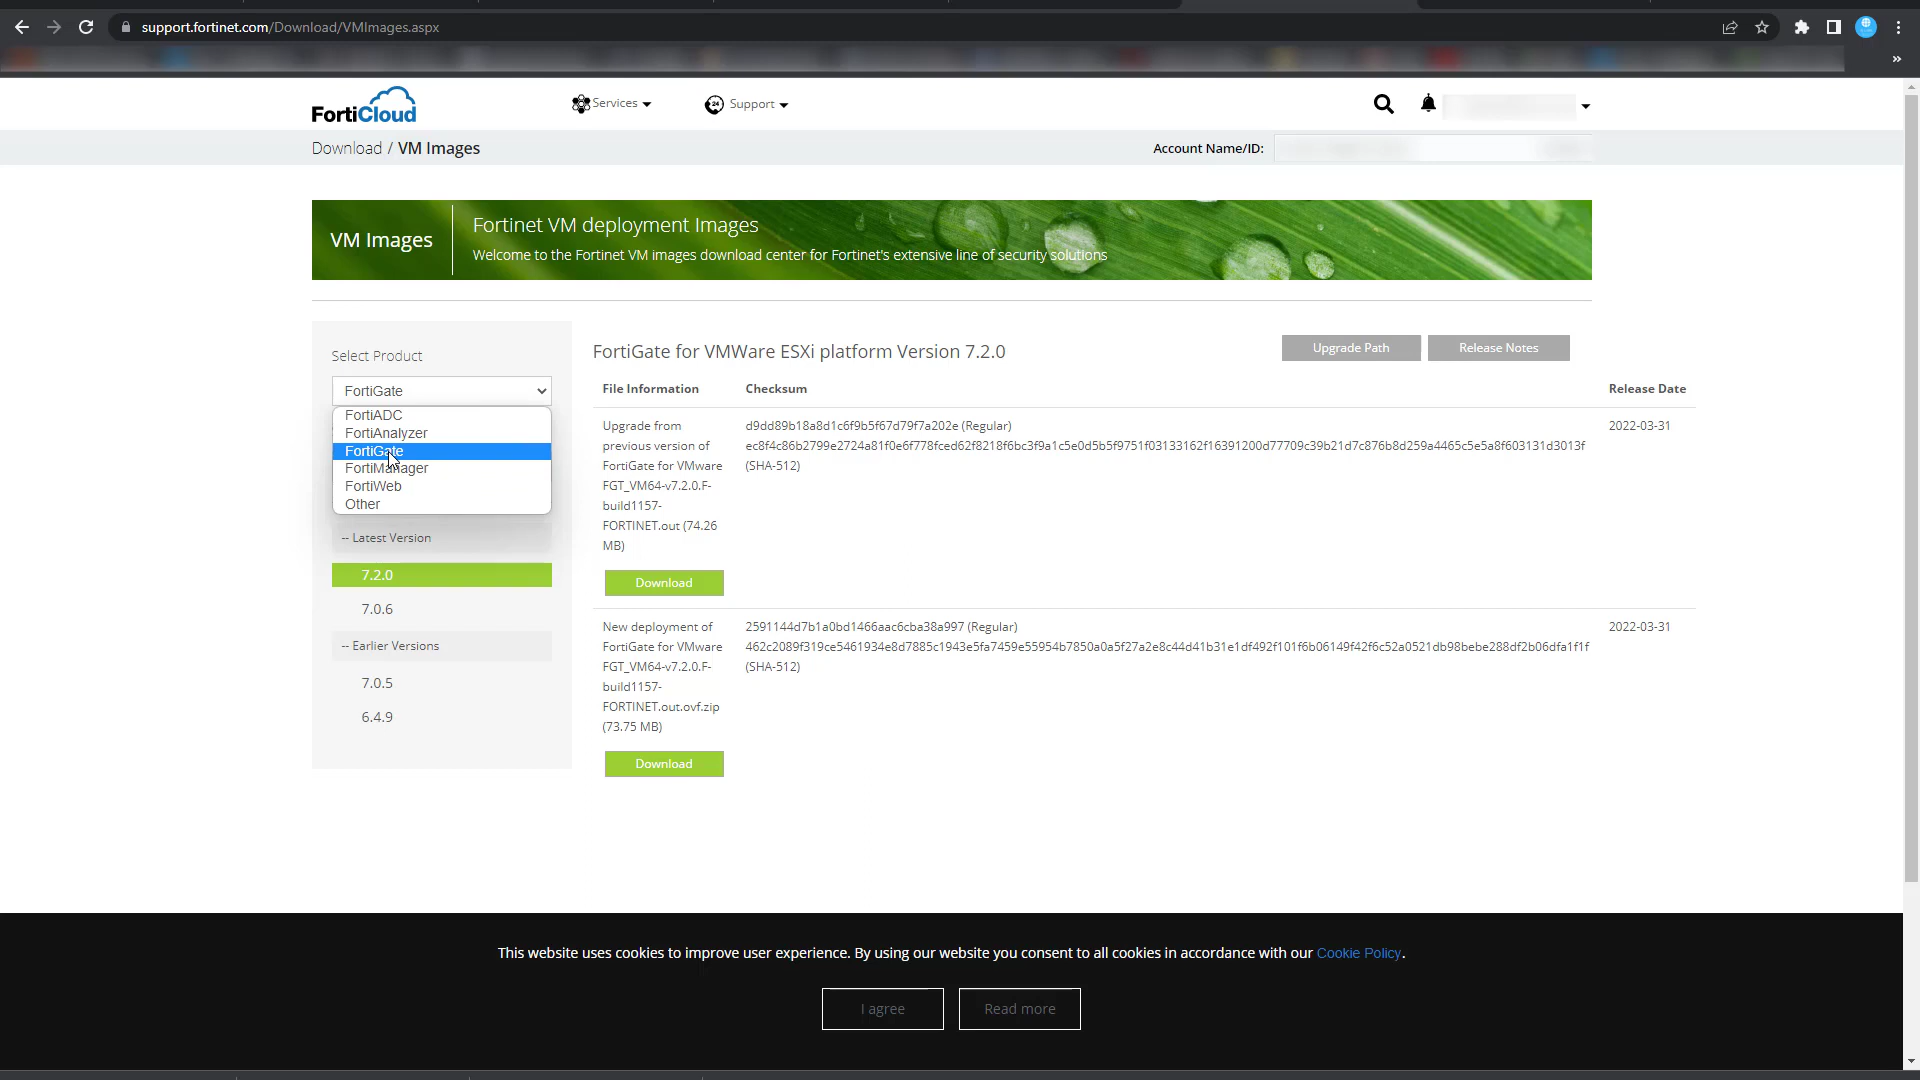 support.fortinet.com/Download/VMImages.aspx
»
FortiCloud
Services
24
Support
Download / VM Images
Account Name/ID:
VM Images
Fortinet VM deployment Images
Welcome to the Fortinet VM images download center for Fortinet's extensive line of security solutions
Select Product
FortiGate
FortiADC
FortiAnalyzer
FortiGate
FortiManager
FortiWeb
Other
-- Latest Version
7.2.0
7.0.6
-- Earlier Versions
7.0.5
6.4.9
FortiGate for VMWare ESXi platform Version 7.2.0
Upgrade Path
Release Notes
File Information
Checksum
Release Date
Upgrade from
previous version of
FortiGate for VMware
FGT_VM64-v7.2.0.F-
build1157-
FORTINET.out (74.26
MB)
d9dd89b18a8d1c6f9b5f67d79f7a202e (Regular)
ec8f4c86b2799e2724a81f0e6f778fced62f8218f6bc3f9a1c5e0d5b5f9751f03133162f16391200d77709c39b21d7c876b8d259a4465c5e5a8f603131d3013f
(SHA-512)
2022-03-31
Download
New deployment of
FortiGate for VMware
FGT_VM64-v7.2.0.F-
build1157-
FORTINET.out.ovf.zip
(73.75 MB)
2591144d7b1a0bd1466aac6cba38a997 (Regular)
462c2089f319ce5461934e8d7885c1943e5fa7459e55954b7850a0a5f27a2e8c44d41b31e1df492f101f6b06149f42f6c52a0521db98bebe288df2b06dfa1f1f
(SHA-512)
2022-03-31
Download
This website uses cookies to improve user experience. By using our website you consent to all cookies in accordance with our Cookie Policy.
I agree
Read more